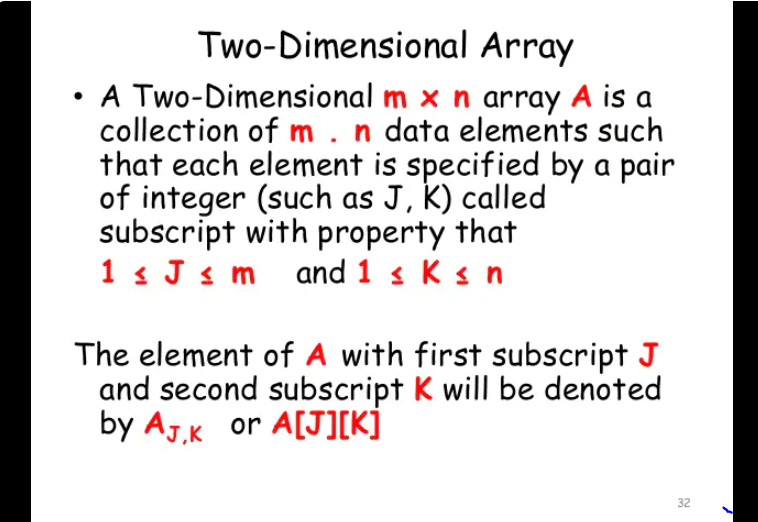 Two-Dimensional Array
• A Two-Dimensional m x n array A is a
collection of m . n data elements such
that each element is specified by a pair
of integer (such as J, K) called
subscript with property that
1 ≤ J ≤ m and 1 ≤ K ≤ n
The element of A with first subscript J
and second subscript K will be denoted
by A_J,K or A[J][K]
32